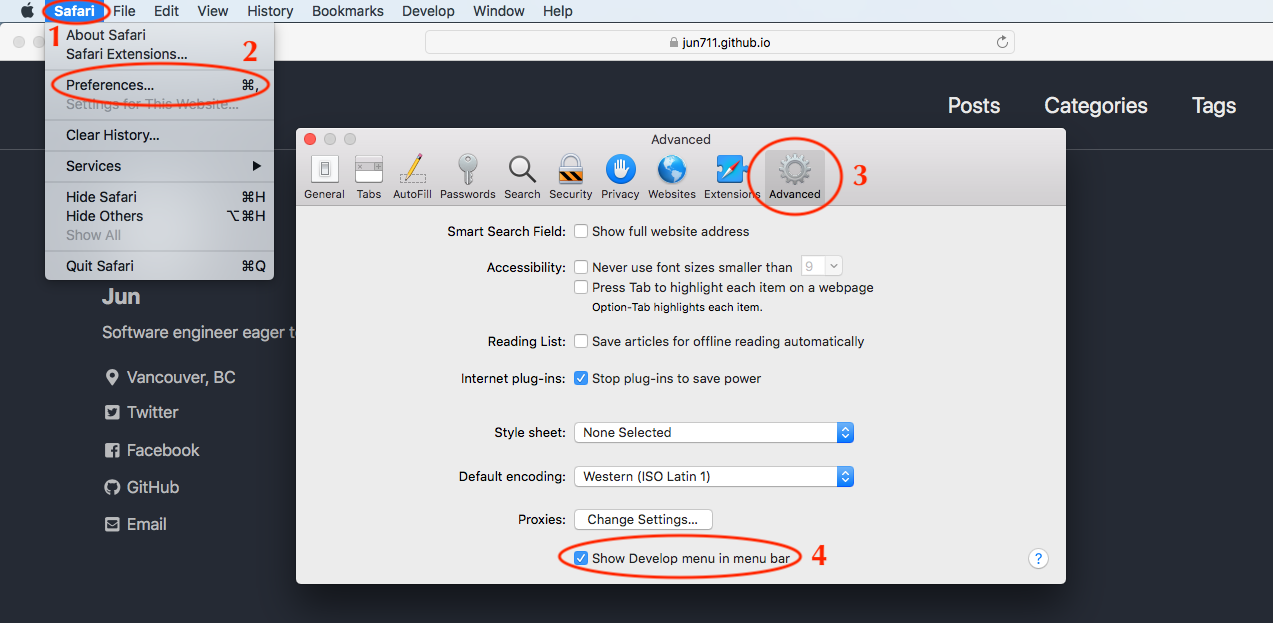 Safari File Edit View History Bookmarks Develop Window Help
1
About Safari
Safari Extensions...
2
Preferences... ⌘,
Settings for This Website...
Clear History...
Services
Hide Safari ⌘H
Hide Others ⌥⌘H
Show All
Quit Safari ⌘Q
jun711.github.io
Posts Categories Tags
Jun
Software engineer eager
Vancouver, BC
Twitter
Facebook
GitHub
Email
Advanced
General Tabs AutoFill Passwords Search Security Privacy Websites Extensions Advanced
3
Smart Search Field: Show full website address
Accessibility: Never use font sizes smaller than 9
Press Tab to highlight each item on a webpage
Option-Tab highlights each item.
Reading List: Save articles for offline reading automatically
Internet plug-ins: Stop plug-ins to save power
Style sheet: None Selected
Default encoding: Western (ISO Latin 1)
Proxies: Change Settings...
Show Develop menu in menu bar 4
?